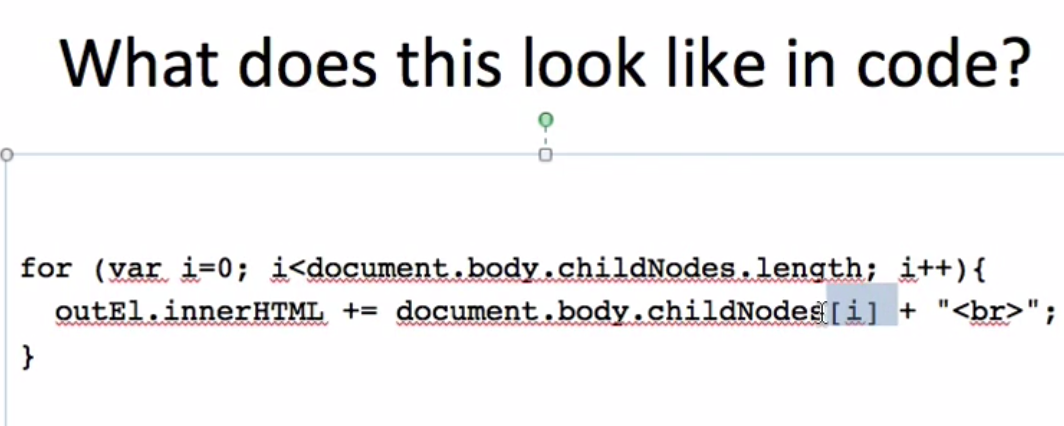 What does this look like in code?
for (var i=0; i<document.body.childNodes.length; i++){
outEl.innerHTML += document.body.childNodes[i] + "<br>";
}